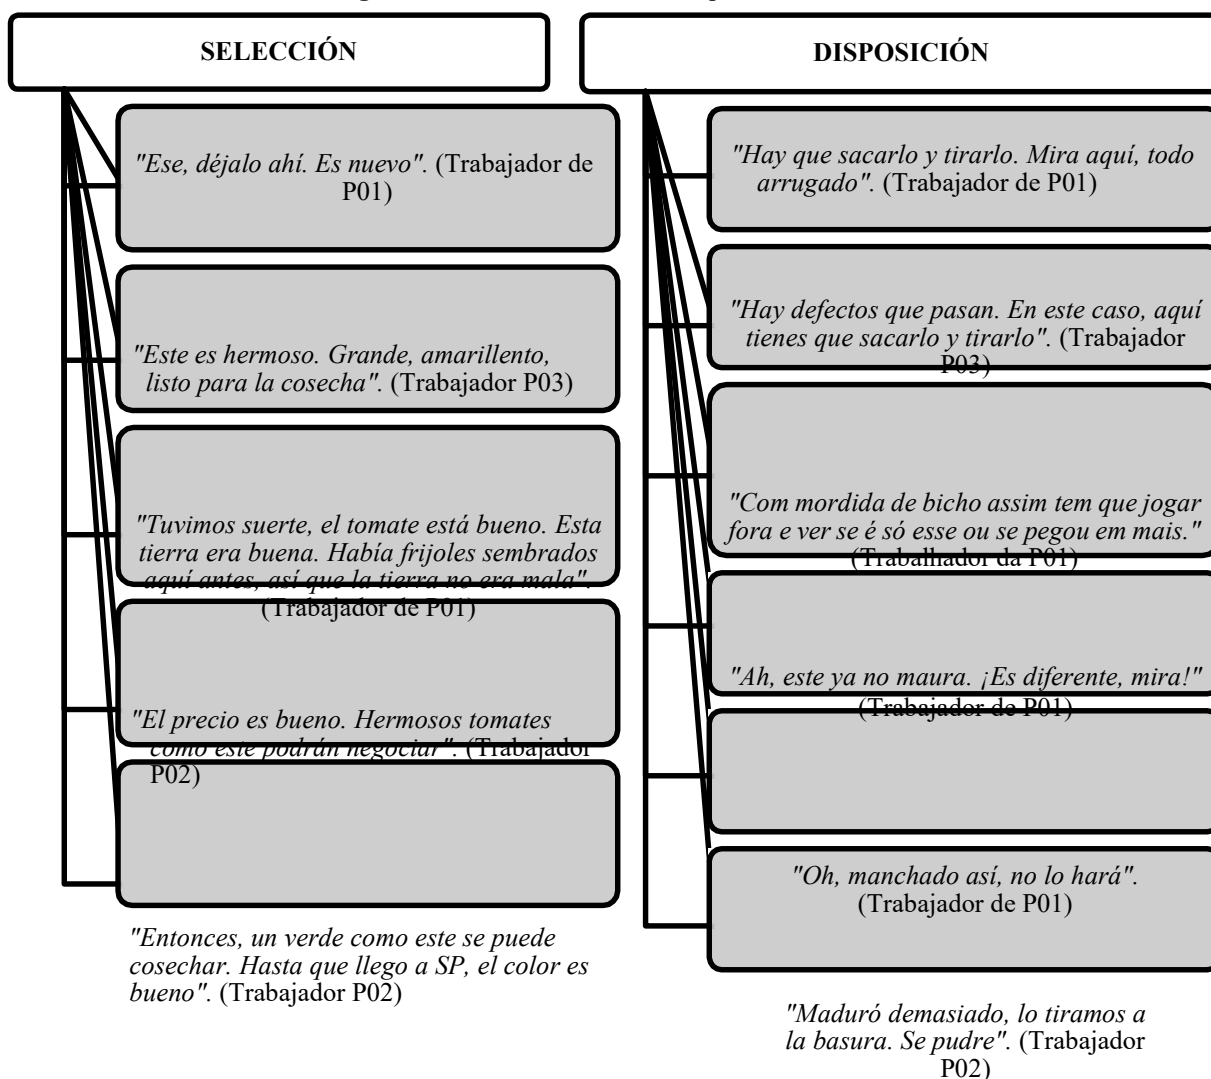 SELECCIÓN
"Ese, déjalo ahí. Es nuevo". (Trabajador de
P01)
"Este es hermoso. Grande, amarillento,
listo para la cosecha". (Trabajador P03)
"Tuvimos suerte, el tomate está bueno. Esta
tierra era buena. Había frijoles sembrados
aquí antes, así que la tierra no era mala".
(Trabajador de P01)
"El precio es bueno. Hermosos tomates
como este podrán negociar". (Trabajador
P02)
"Entonces, un verde como este se puede
cosechar. Hasta que llego a SP, el color es
bueno". (Trabajador P02)
DISPOSICIÓN
"Hay que sacarlo y tirarlo. Mira aquí, todo
arrugado". (Trabajador de P01)
"Hay defectos que pasan. En este caso, aquí
tienes que sacarlo y tirarlo". (Trabajador
P03)
"Com mordida de bicho assim tem que jogar
fora e ver se é só esse ou se pegou em mais."
(Trabalhador da P01)
"Ah, este ya no maura. ¡Es diferente, mira!"
(Trabajador de P01)
"Oh, manchado así, no lo hará".
(Trabajador de P01)
"Maduró demasiado, lo tiramos a
la basura. Se pudre". (Trabajador
P02)